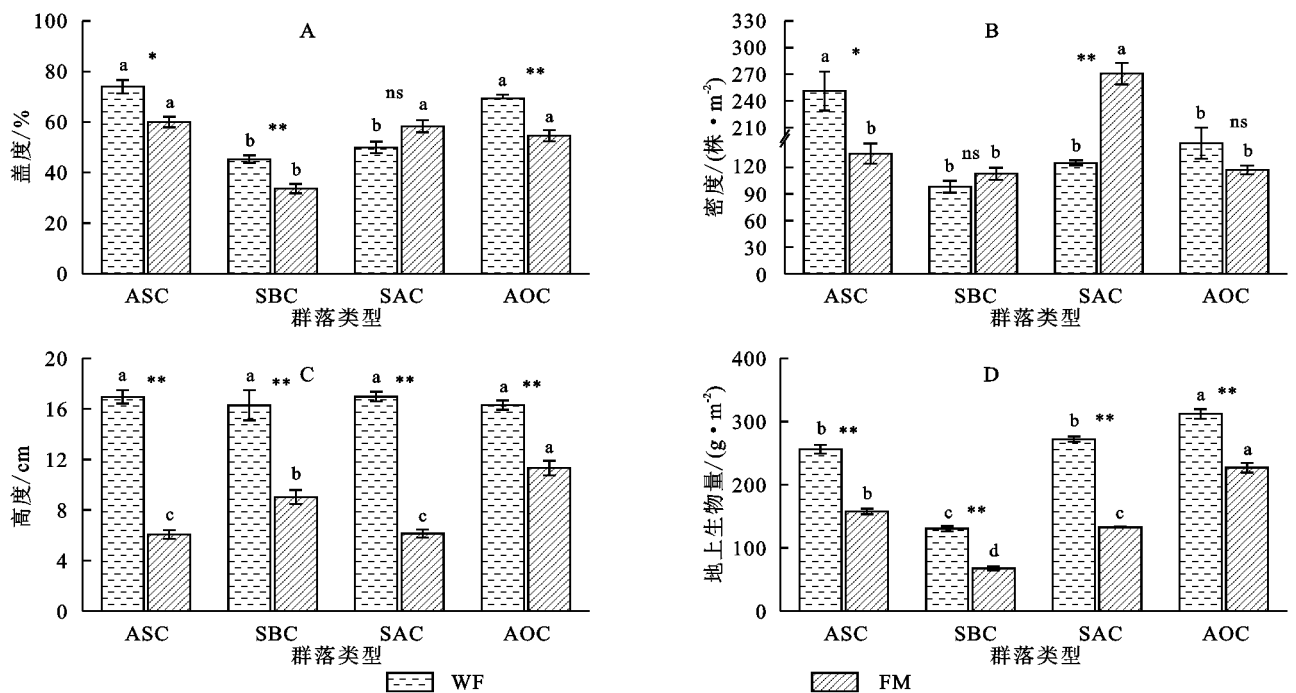 A
盖度/%
100
80
60
40
20
0
a * a
b ** b
b ns a
a ** a
ASC SBC SAC AOC
群落类型
B
密度/(株·m⁻²)
330
300
270
240
210
120
90
60
30
0
a * b
b ns b
b ** a
b ns b
ASC SBC SAC AOC
群落类型
C
高度/cm
20
16
12
8
4
0
a ** c
a ** b
a ** c
a ** a
ASC SBC SAC AOC
群落类型
D
地上生物量/(g·m⁻²)
400
300
200
100
0
b ** b
c ** d
b ** c
a ** a
ASC SBC SAC AOC
群落类型
WF FM